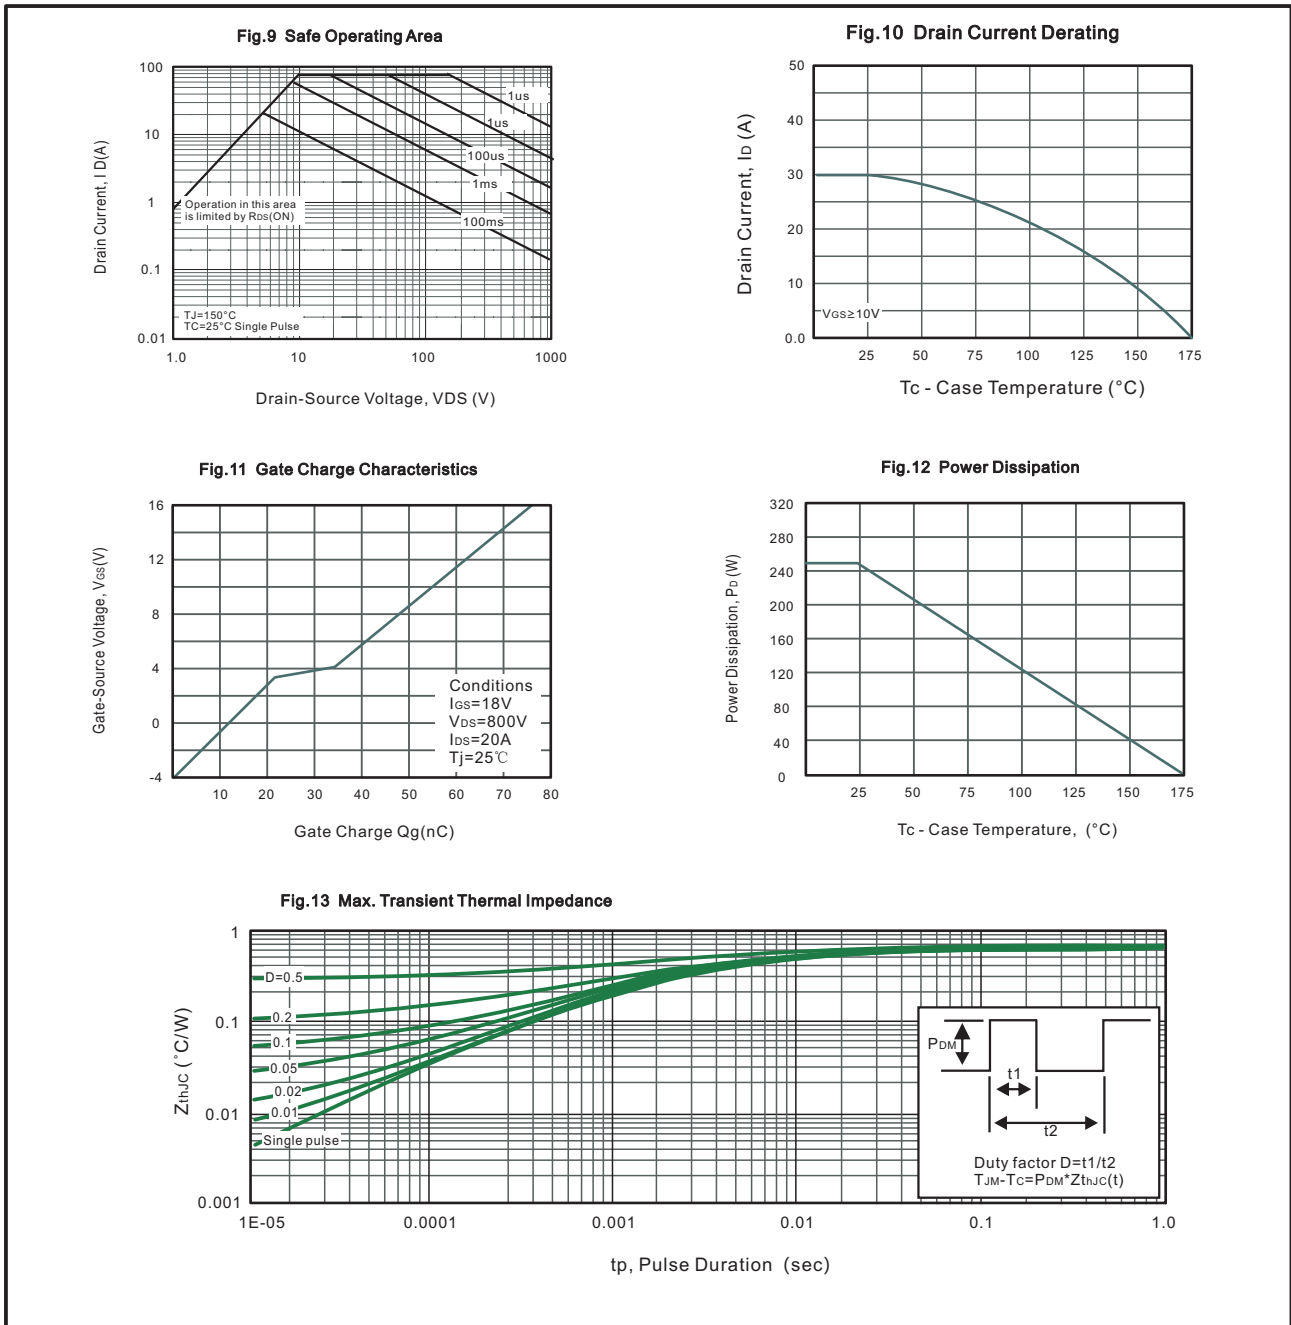 Fig.9 Safe Operating Area
100
10
1
0.1
0.01
Drain Current, I D(A)
1us
1us
100us
1ms
100ms
Operation in this area
is limited by RDS(ON)
TJ=150°C
TC=25°C Single Pulse
1.0
10
100
1000
Drain-Source Voltage, VDS (V)
Fig.10 Drain Current Derating
50
40
30
20
10
0.0
Drain Current, ID (A)
VGS≥10V
25
50
75
100
125
150
175
Tc - Case Temperature (°C)
Fig.11 Gate Charge Characteristics
16
12
8
4
0
-4
Gate-Source Voltage, VGS(V)
Conditions
IGS=18V
VDS=800V
IDS=20A
Tj=25℃
10
20
30
40
50
60
70
80
Gate Charge Qg(nC)
Fig.12 Power Dissipation
320
280
240
200
160
120
80
40
0
Power Dissipation, PD (W)
25
50
75
100
125
150
175
Tc - Case Temperature, (°C)
Fig.13 Max. Transient Thermal Impedance
1
0.1
0.01
0.001
ZthJC (°C/W)
D=0.5
0.2
0.1
0.05
0.02
0.01
Single pulse
PDM
t1
t2
Duty factor D=t1/t2
TJM-TC=PDM*ZthJC(t)
1E-05
0.0001
0.001
0.01
0.1
1.0
tp, Pulse Duration (sec)